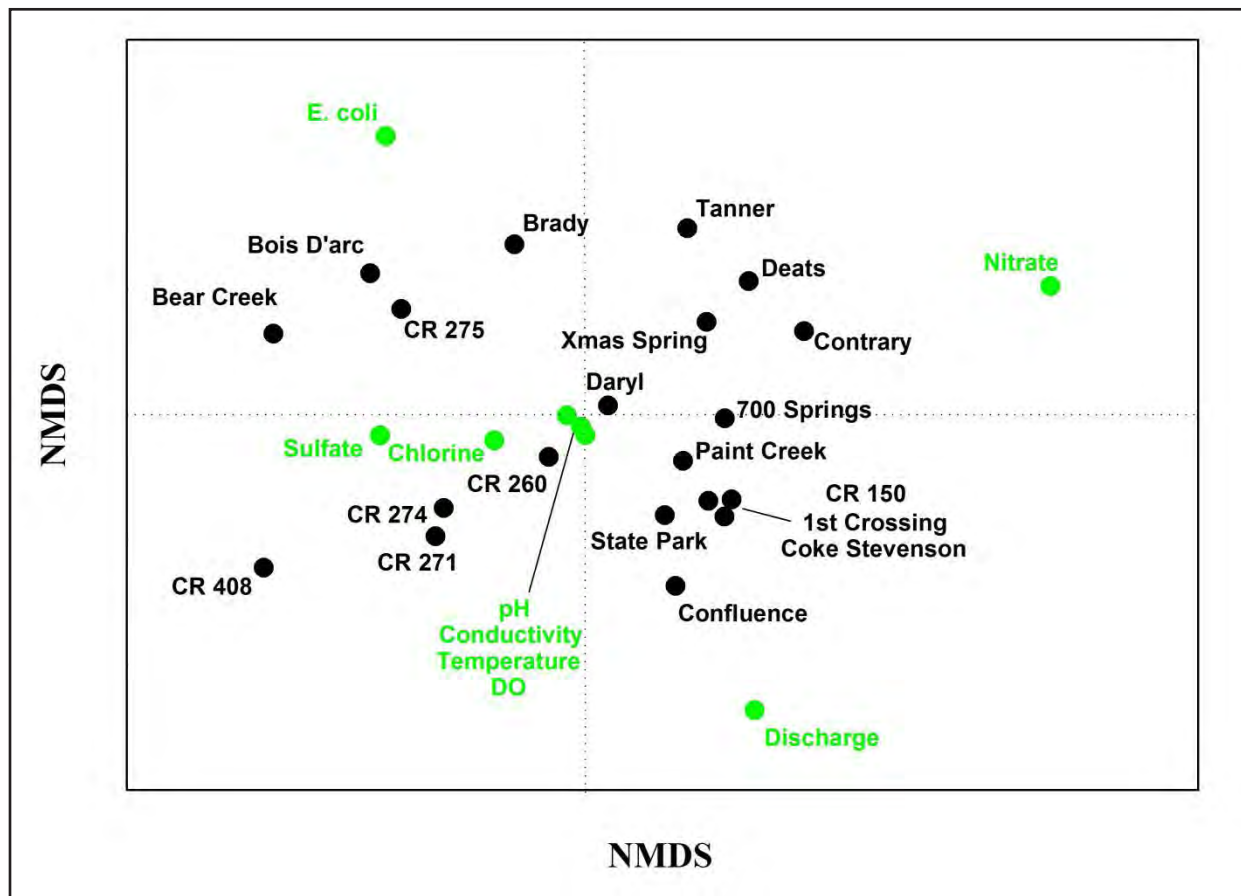 E. coli
Tanner
Brady
Bois D'arc
Deats
Nitrate
Bear Creek
CR 275
Xmas Spring
Contrary
Daryl
700 Springs
Sulfate
Chlorine
Paint Creek
CR 260
CR 150
CR 274
1st Crossing
State Park
Coke Stevenson
CR 271
CR 408
pH
Confluence
Conductivity
Temperature
DO
Discharge
NMDS
NMDS